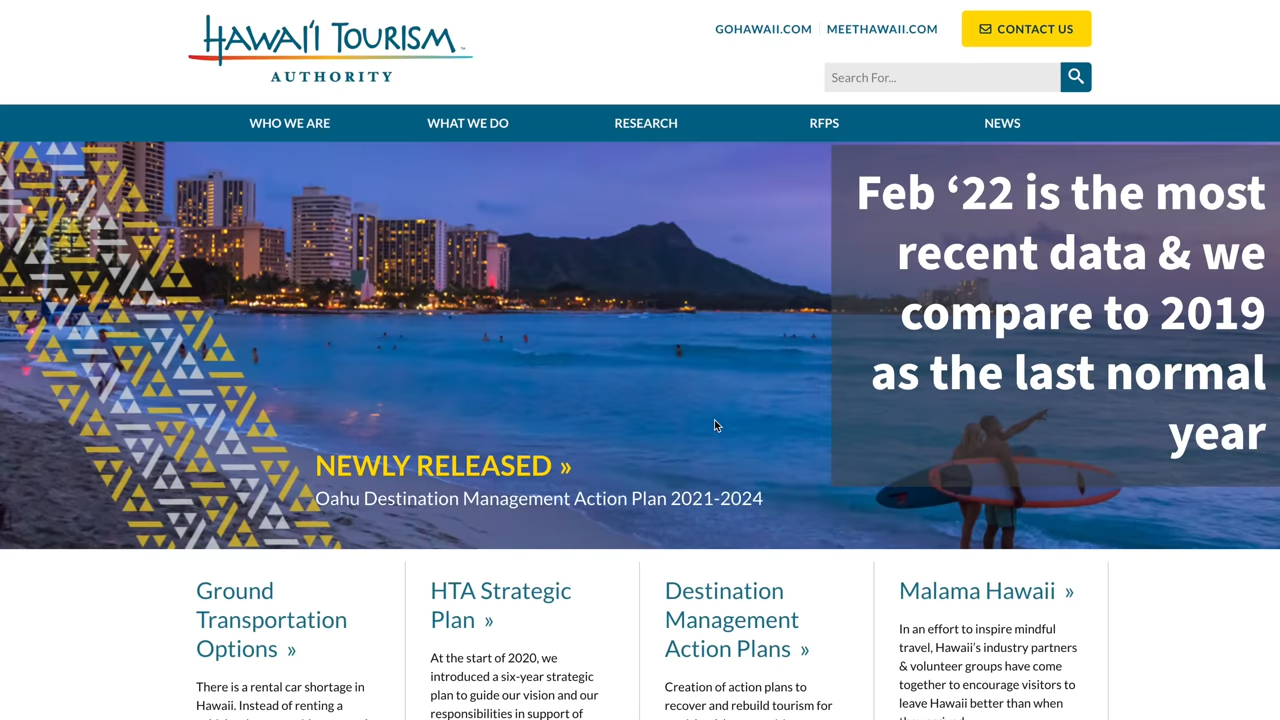 HAWAI‘I TOURISM™
AUTHORITY
GOHAWAII.COM
MEETHAWAII.COM
CONTACT US
Search For...
WHO WE ARE
WHAT WE DO
RESEARCH
RFPS
NEWS
Feb ‘22 is the most
recent data & we
compare to 2019
as the last normal
year
NEWLY RELEASED »
Oahu Destination Management Action Plan 2021-2024
Ground
Transportation
Options »
There is a rental car shortage in
Hawaii. Instead of renting a
HTA Strategic
Plan »
At the start of 2020, we
introduced a six-year strategic
plan to guide our vision and our
responsibilities in support of
Destination
Management
Action Plans »
Creation of action plans to
recover and rebuild tourism for
Malama Hawaii »
In an effort to inspire mindful
travel, Hawaii’s industry partners
& volunteer groups have come
together to encourage visitors to
leave Hawaii better than when